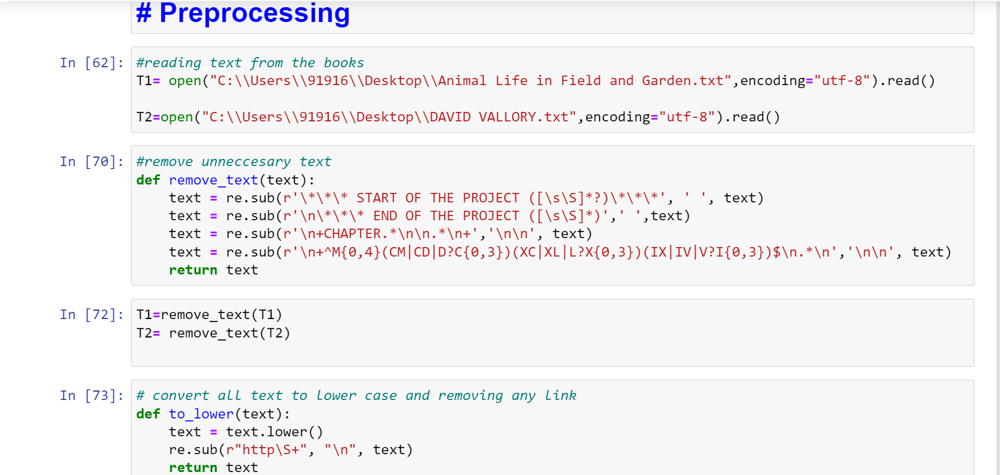 # Preprocessing
In [62]: #reading text from the books
T1= open("C:\\Users\\91916\\Desktop\\Animal Life in Field and Garden.txt",encoding="utf-8").read()
T2=open("C:\\Users\\91916\\Desktop\\DAVID VALLORY.txt",encoding="utf-8").read()
In [70]: #remove unneccesary text
def remove_text(text):
    text = re.sub(r'\*\*\* START OF THE PROJECT ([\s\S]*?)\*\*\*', ' ', text)
    text = re.sub(r'\n\*\*\* END OF THE PROJECT ([\s\S]*)',' ',text)
    text = re.sub(r'\n+CHAPTER.*\n\n.*\n+','\n\n', text)
    text = re.sub(r'\n+^M{0,4}(CM|CD|D?C{0,3})(XC|XL|L?X{0,3})(IX|IV|V?I{0,3})$\n.*\n','\n\n', text)
    return text
In [72]: T1=remove_text(T1)
T2= remove_text(T2)
In [73]: # convert all text to lower case and removing any link
def to_lower(text):
    text = text.lower()
    re.sub(r"http\S+", "\n", text)
    return text